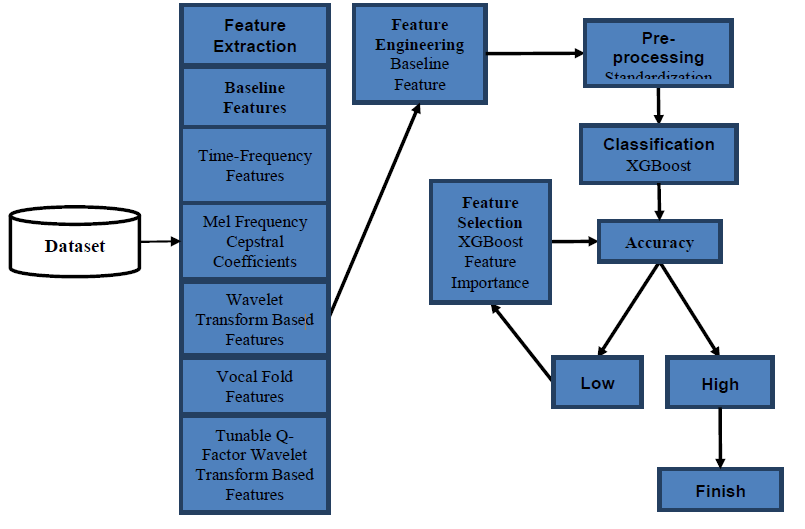 Dataset
Feature
Extraction
Baseline
Features
Time-Frequency
Features
Mel Frequency
Cepstral
Coefficients
Wavelet
Transform Based
Features
Vocal Fold
Features
Tunable Q-
Factor Wavelet
Transform Based
Features
Feature
Engineering
Baseline
Feature
Pre-
processing
Standardization
Classification
XGBoost
Feature
Selection
XGBoost
Feature
Importance
Accuracy
Low
High
Finish